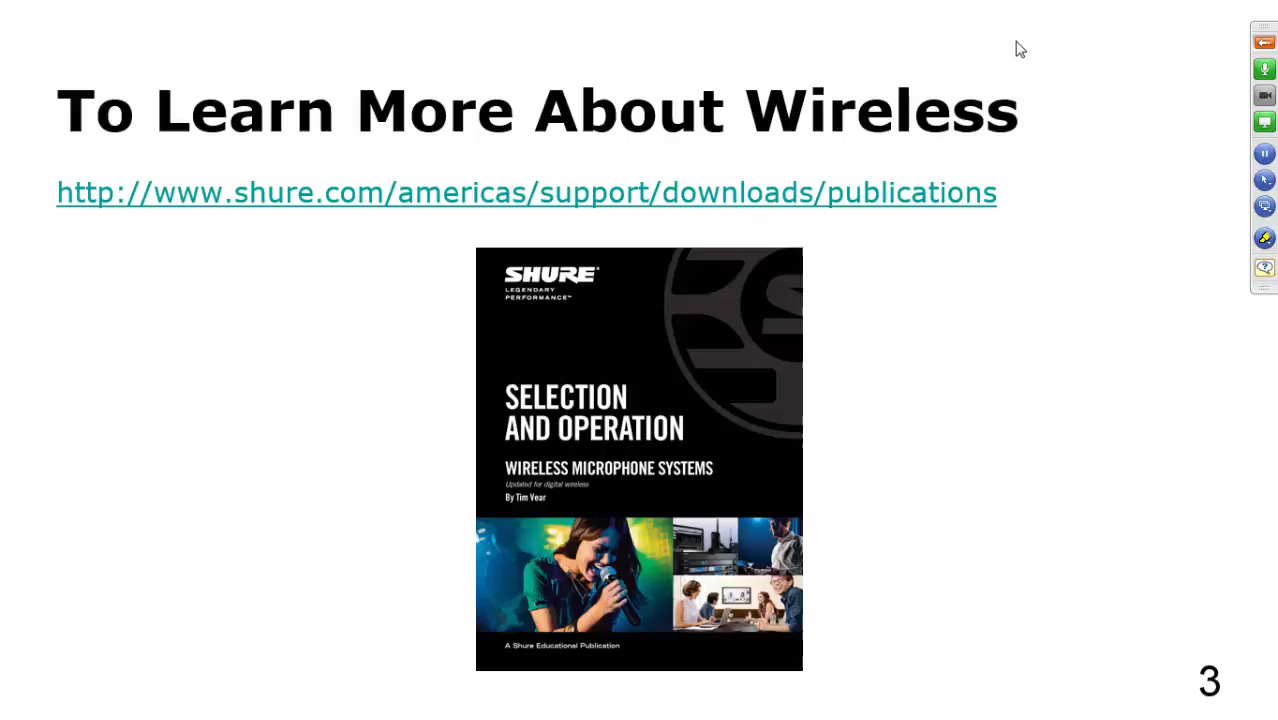 To Learn More About Wireless
http://www.shure.com/americas/support/downloads/publications
SHURE
LEGENDARY
PERFORMANCE™
SELECTION
AND OPERATION
WIRELESS MICROPHONE SYSTEMS
Updated for digital wireless
By Tim Vear
A Shure Educational Publication
3